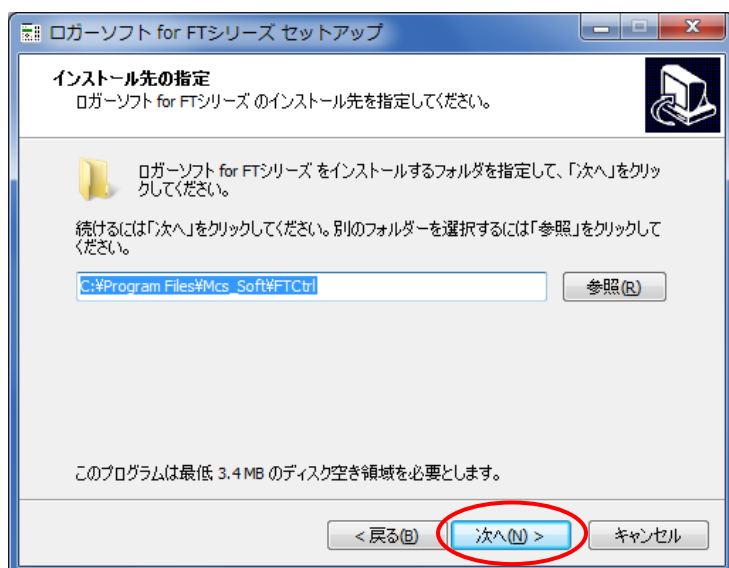 ロガーソフト for FTシリーズ セットアップ
インストール先の指定
ロガーソフト for FTシリーズ のインストール先を指定してください。
ロガーソフト for FTシリーズ をインストールするフォルダを指定して、「次へ」をクリッ
クしてください。
続けるには「次へ」をクリックしてください。別のフォルダーを選択するには「参照」をクリックして
ください。
C:¥Program Files¥Mcs_Soft¥FTCtrl
参照(R)
このプログラムは最低 3.4 MB のディスク空き領域を必要とします。
< 戻る(B)
次へ(N) >
キャンセル